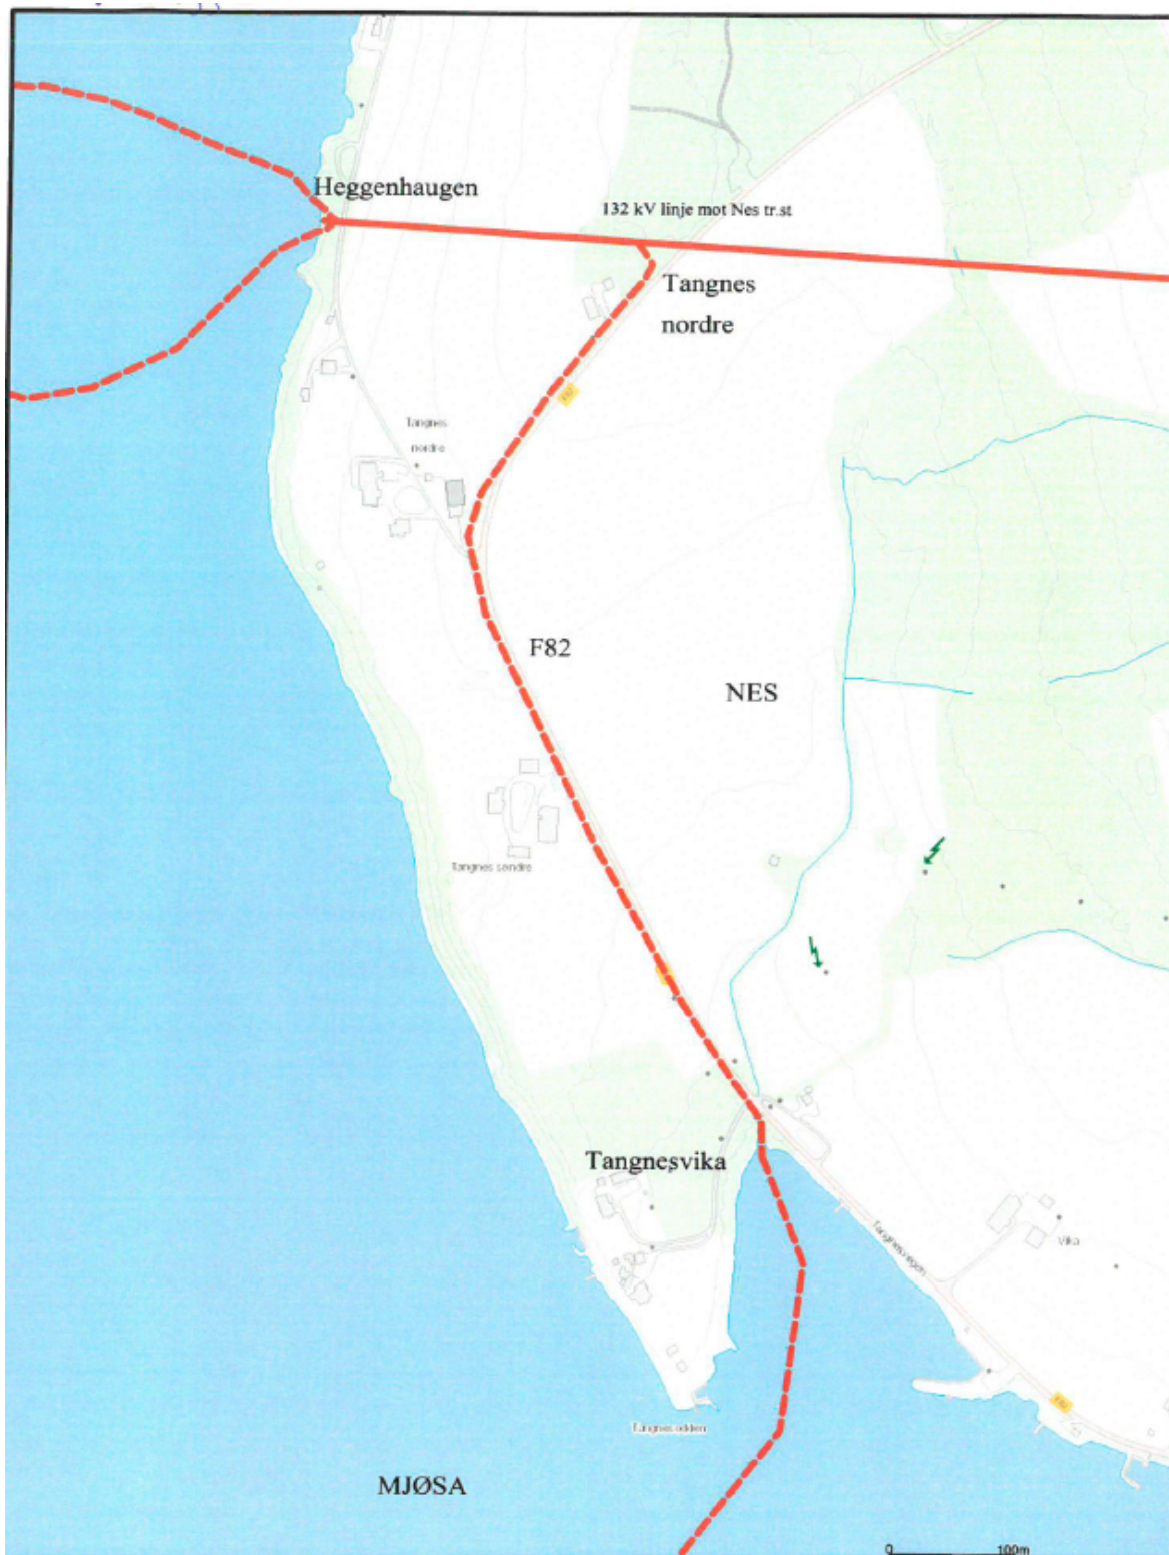 Heggenhaugen
132 kV linje mot Nes tr.st
Tangnes
nordre
Tangnes
nordre
F82
NES
Tangnes søndre
Tangnesvika
Tangnesvegen
Vika
Tangnesodden
MJØSA
0 100m